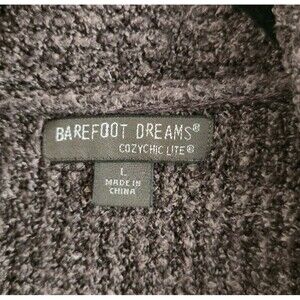 BAREFOOT DREAMS®
COZYCHIC LITE®
L
MADE IN
CHINA